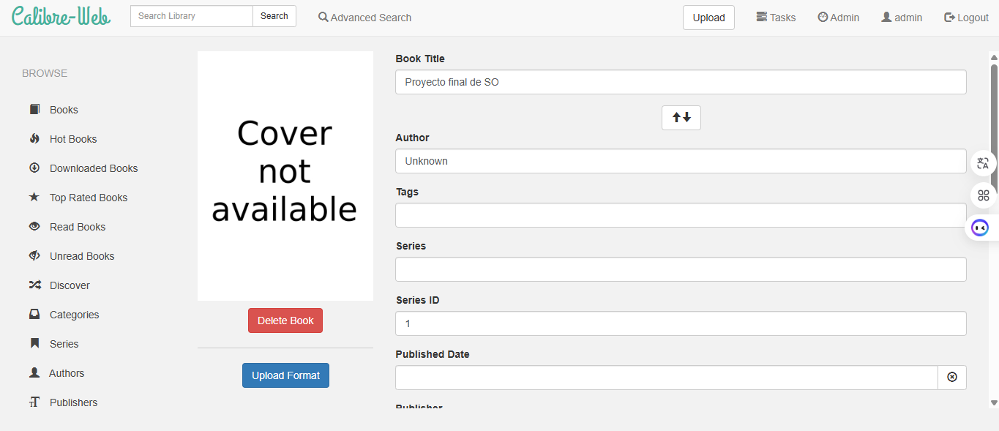 Calibre-Web
Search Library
Search
Advanced Search
Upload
Tasks
Admin
admin
Logout
BROWSE
Books
Hot Books
Downloaded Books
Top Rated Books
Read Books
Unread Books
Discover
Categories
Series
Authors
Publishers
Cover
not
available
Delete Book
Upload Format
Book Title
Proyecto final de SO
Author
Unknown
Tags
Series
Series ID
1
Published Date
Publisher